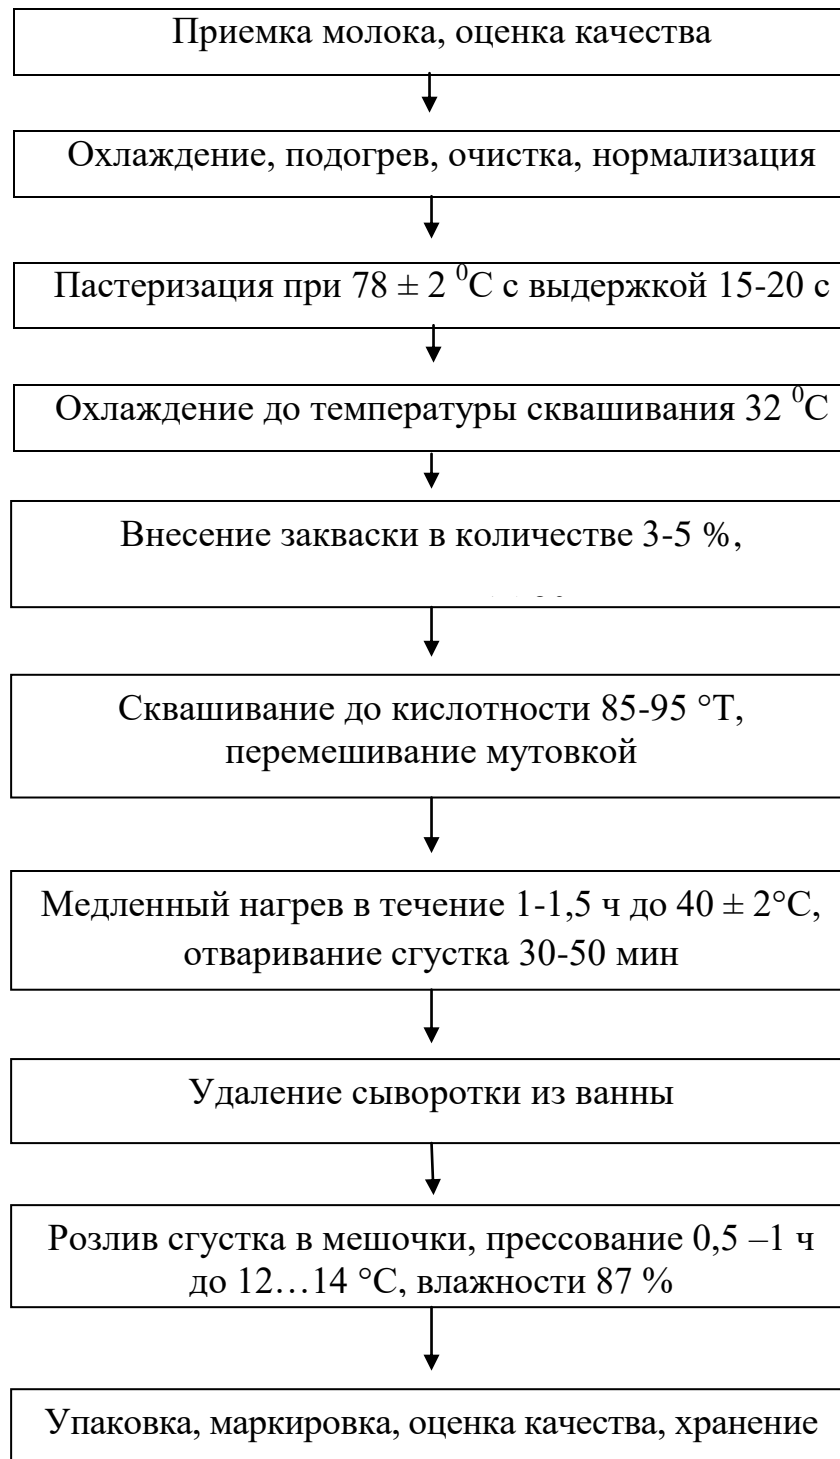 Приемка молока, оценка качества
Охлаждение, подогрев, очистка, нормализация
Пастеризация при 78 ± 2 ⁰С с выдержкой 15-20 с
Охлаждение до температуры сквашивания 32 ⁰С
Внесение закваски в количестве 3-5 %,
Сквашивание до кислотности 85-95 °Т,
перемешивание мутовкой
Медленный нагрев в течение 1-1,5 ч до 40 ± 2°С,
отваривание сгустка 30-50 мин
Удаление сыворотки из ванны
Розлив сгустка в мешочки, прессование 0,5 –1 ч
до 12…14 °С, влажности 87 %
Упаковка, маркировка, оценка качества, хранение